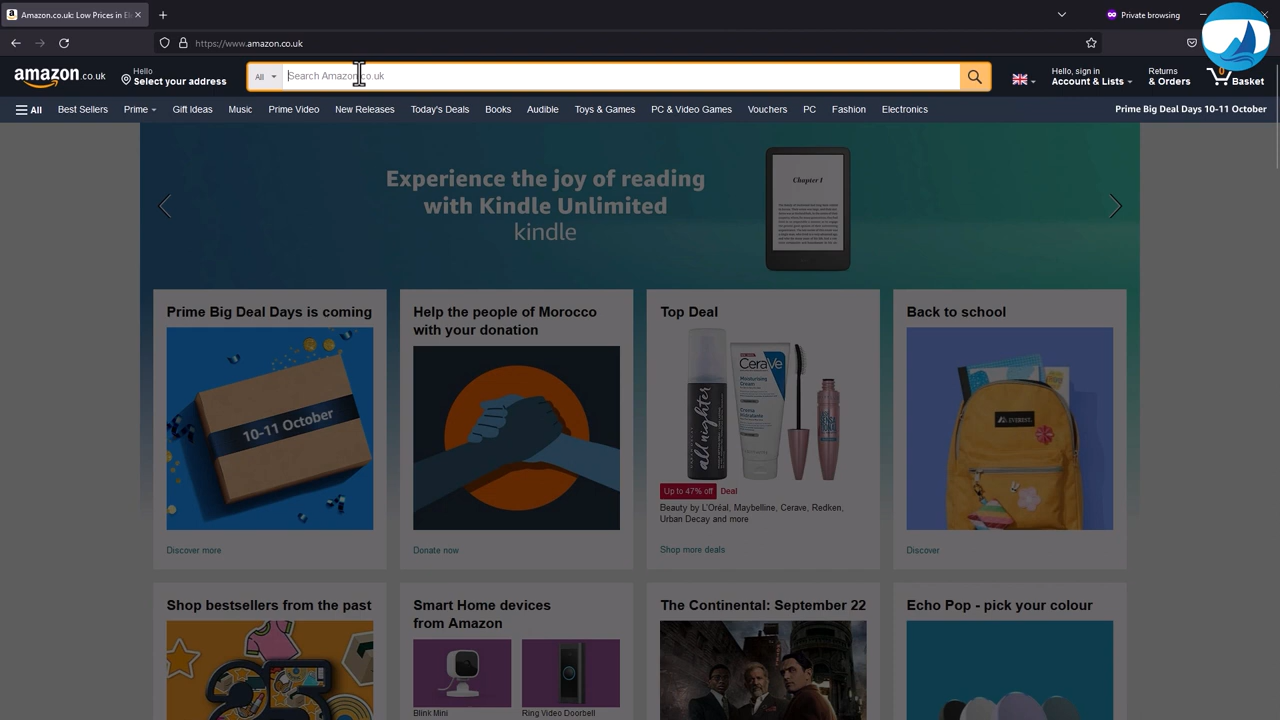 Amazon.co.uk: Low Prices in El
Private browsing
https://www.amazon.co.uk
amazon.co.uk
Hello
Select your address
All
Search Amazon.co.uk
Hello, sign in
Account & Lists
Returns
& Orders
0
Basket
All
Best Sellers
Prime
Gift Ideas
Music
Prime Video
New Releases
Today's Deals
Books
Audible
Toys & Games
PC & Video Games
Vouchers
PC
Fashion
Electronics
Prime Big Deal Days 10-11 October
Experience the joy of reading
with Kindle Unlimited
kindle
Chapter 1
Prime Big Deal Days is coming
10-11 October
Discover more
Help the people of Morocco
with your donation
Donate now
Top Deal
all nighter
CeraVe
Moisturising
Cream
Up to 47% off
Deal
Beauty by L'Oréal, Maybelline, Cerave, Redken,
Urban Decay and more
Shop more deals
Back to school
EVEREST
Discover
Shop bestsellers from the past
25
Smart Home devices
from Amazon
Blink Mini
Ring Video Doorbell
The Continental: September 22
Echo Pop - pick your colour